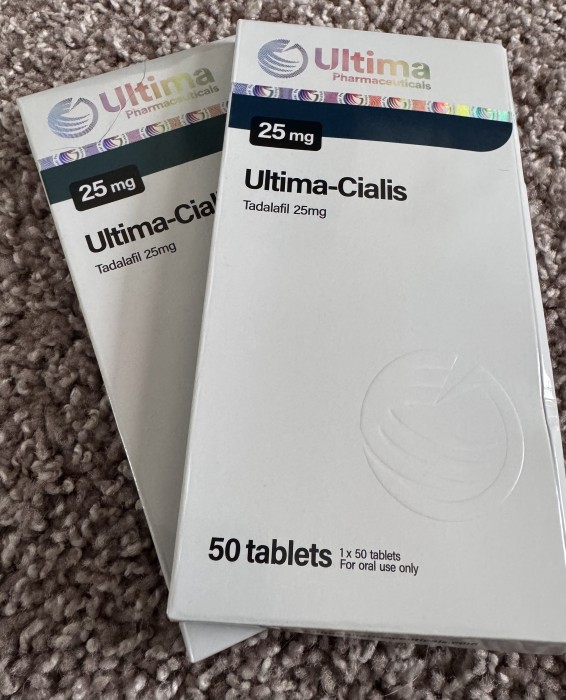 Ultima
Pharmaceuticals
25 mg
Ultima-Cial
Tadalafil 25mg
Ultima
Pharmaceuticals
25 mg
Ultima-Cialis
Tadalafil 25mg
50 tablets
1 x 50 tablets
For oral use only